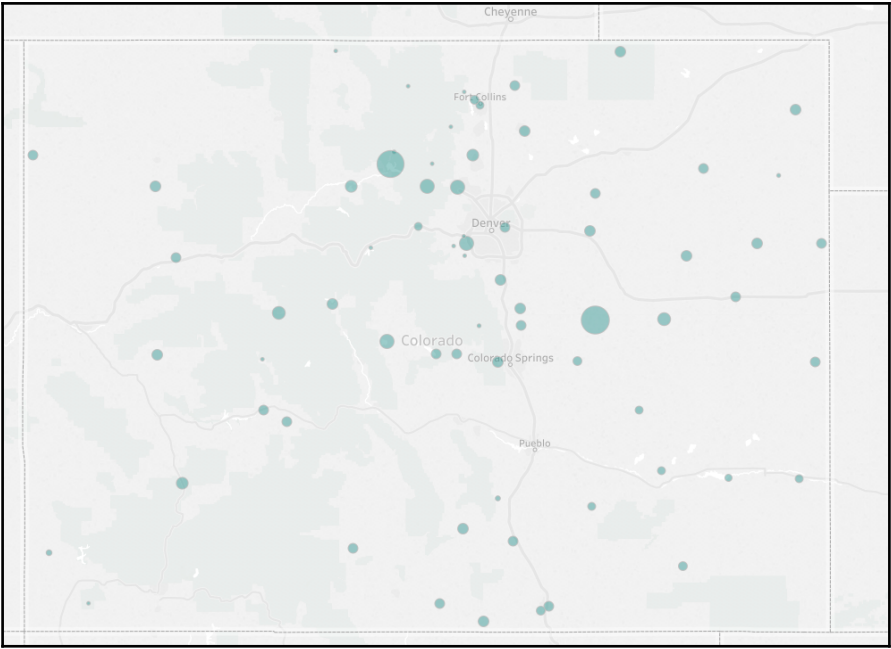 Cheyenne
Fort Collins
Denver
Colorado
Colorado Springs
Pueblo